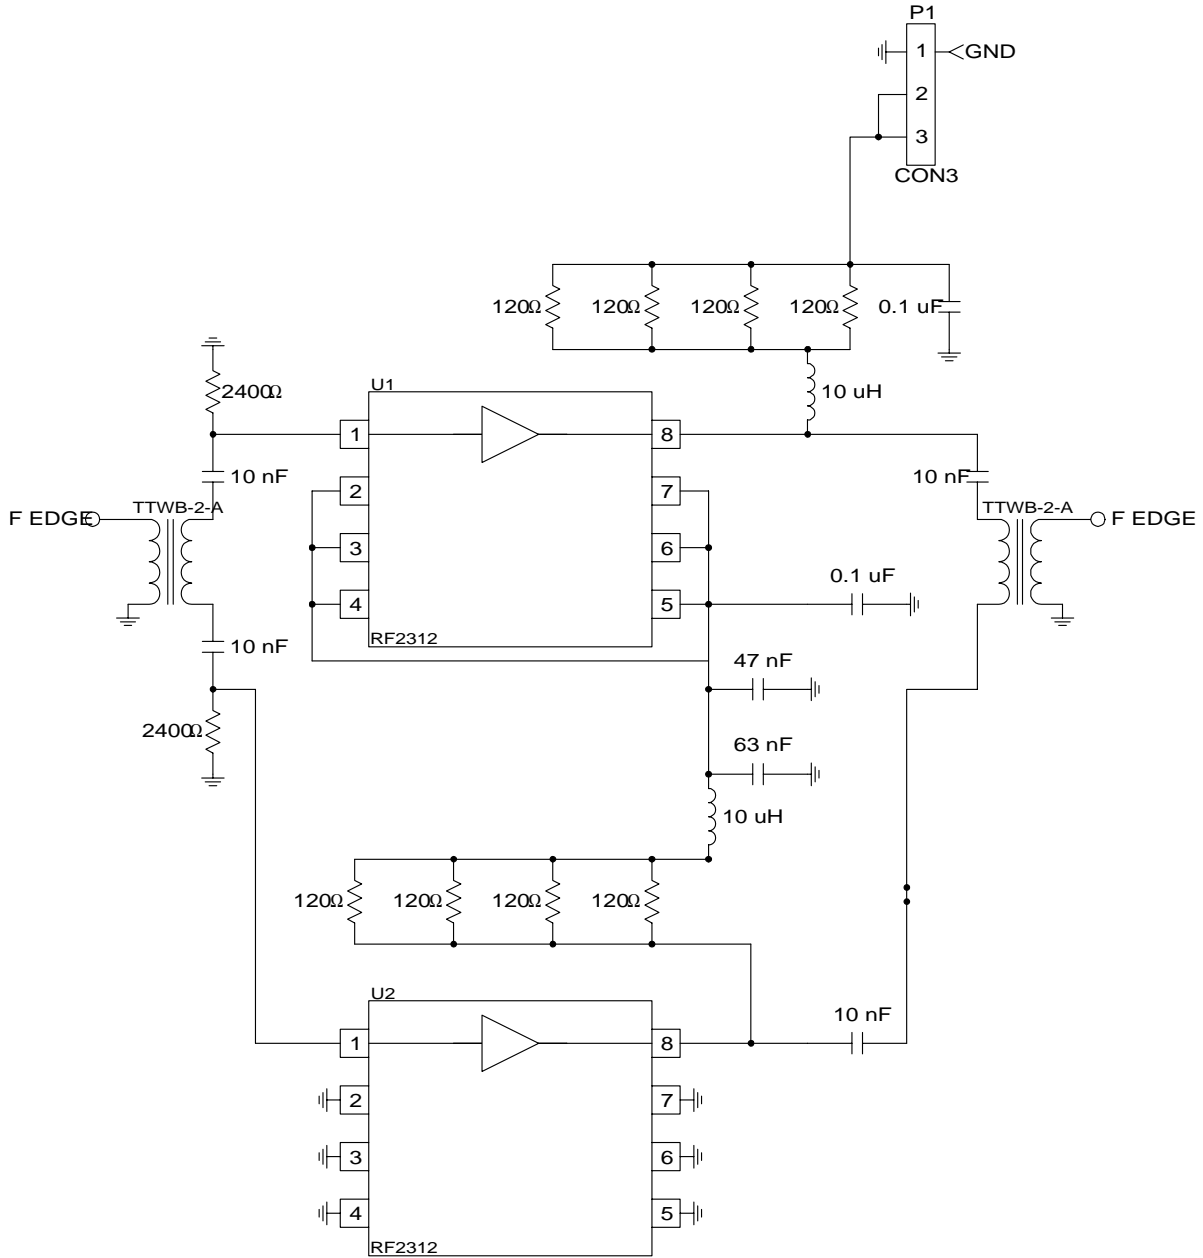 P1
1
GND
2
3
CON3
120Ω
120Ω
120Ω
120Ω
0.1 uF
2400Ω
10 uH
U1
1
8
10 nF
10 nF
2
7
TTWB-2-A
TTWB-2-A
F EDGE
F EDGE
3
6
0.1 uF
4
5
RF2312
10 nF
47 nF
2400Ω
63 nF
10 uH
120Ω
120Ω
120Ω
120Ω
U2
10 nF
1
8
2
7
3
6
4
5
RF2312